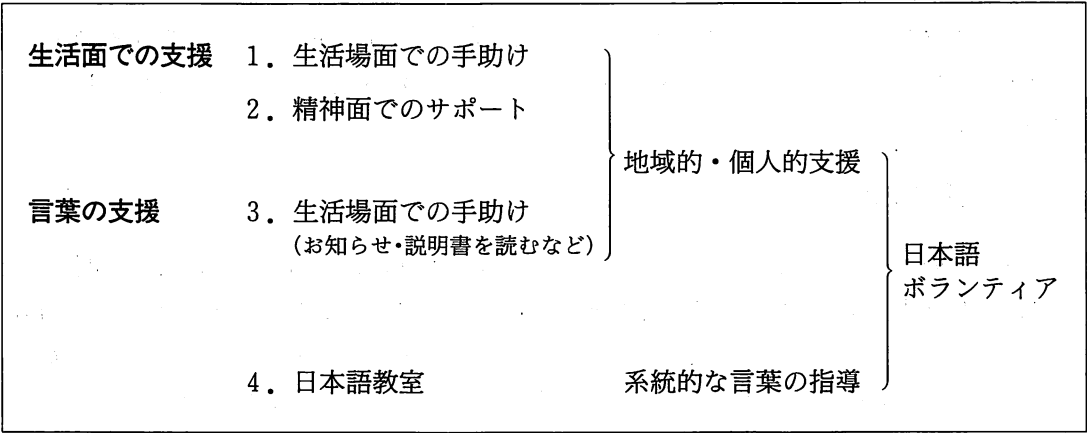 生活面での支援 1．生活場面での手助け
2．精神面でのサポート
地域的・個人的支援
言葉の支援 3．生活場面での手助け
（お知らせ・説明書を読むなど）
日本語
ボランティア
4．日本語教室 系統的な言葉の指導